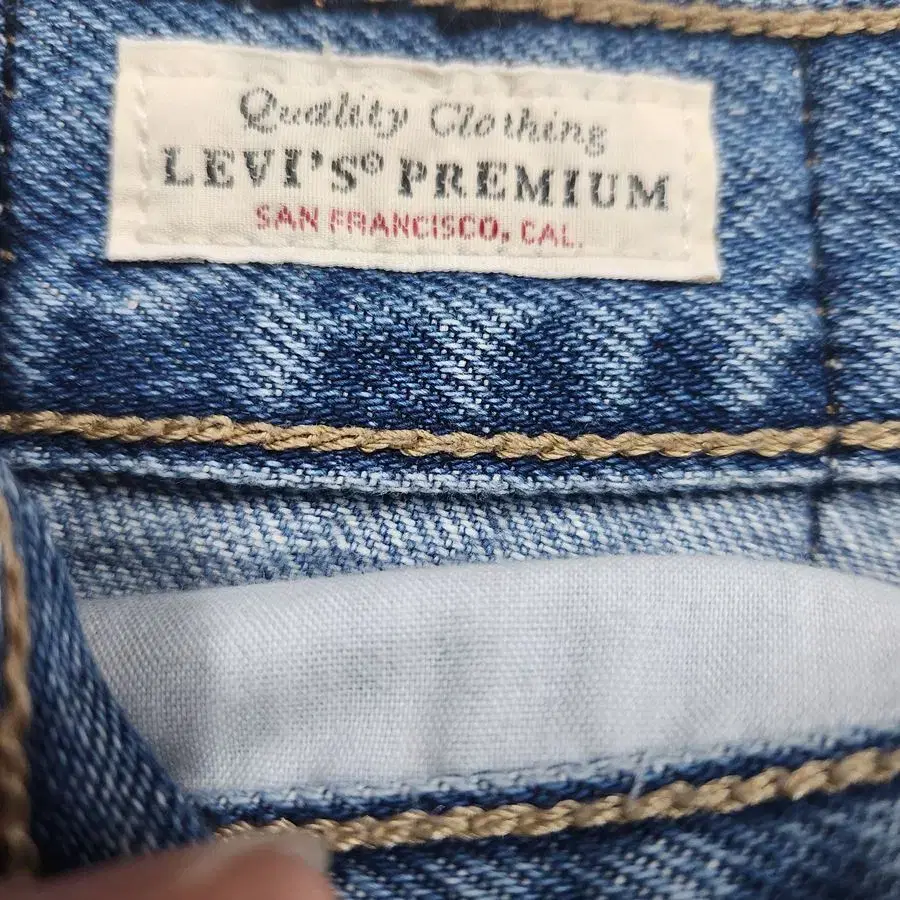 Quality Clothing
LEVI'S® PREMIUM
SAN FRANCISCO, CAL.